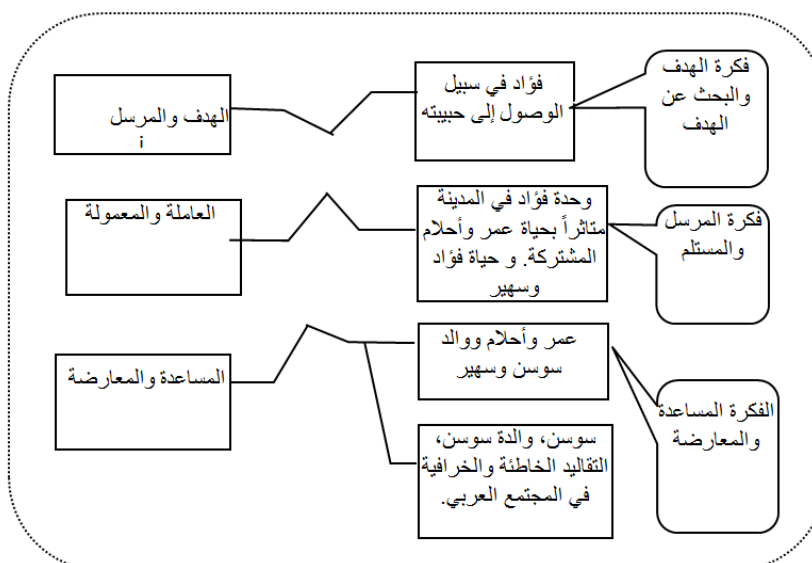 فكرة الهدف
والبحث عن
الهدف
فؤاد في سبيل
الوصول إلى حبيبته
الهدف والمرسل
i
فكرة المرسل
والمستلم
وحدة فؤاد في المدينة
متاثراً بحياة عمر وأحلام
المشتركة. و حياة فؤاد
وسهير
العاملة والمعمولة
الفكرة المساعدة
والمعارضة
عمر وأحلام ووالد
سوسن وسهير
سوسن، والدة سوسن،
التقاليد الخاطئة والخرافية
في المجتمع العربي.
المساعدة والمعارضة